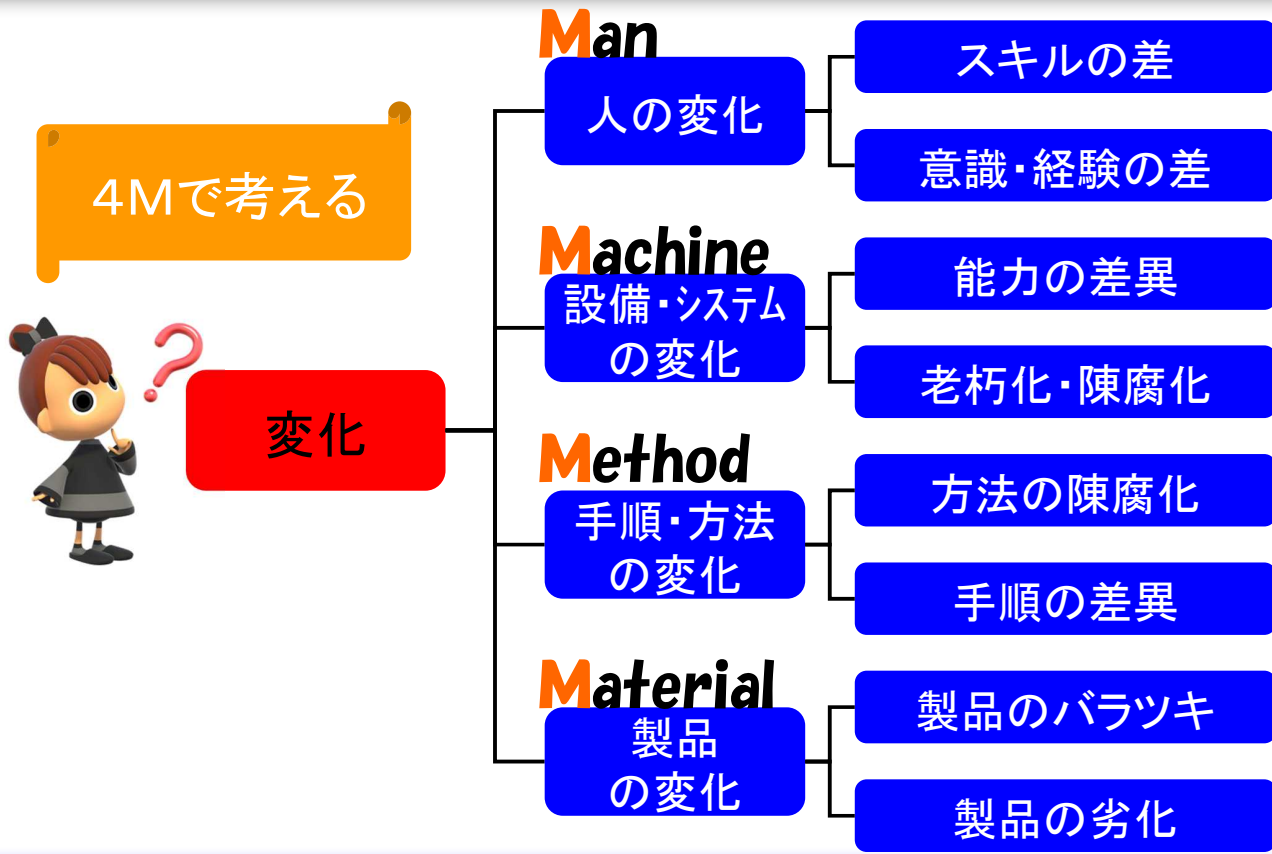 4Mで考える
?
変化
Man
人の変化
スキルの差
意識・経験の差
Machine
設備・システム
の変化
能力の差異
老朽化・陳腐化
Method
手順・方法
の変化
方法の陳腐化
手順の差異
Material
製品
の変化
製品のバラツキ
製品の劣化